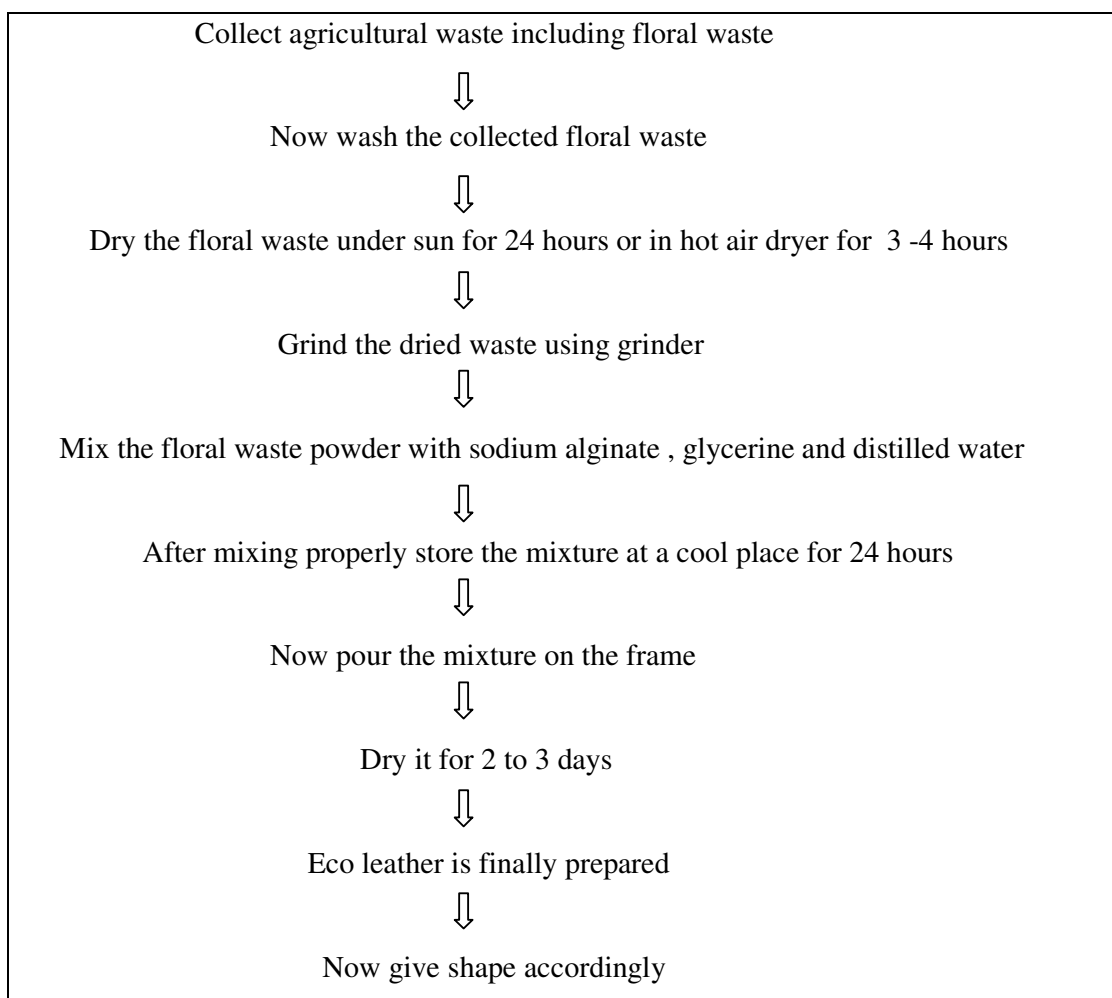 Collect agricultural waste including floral waste
Now wash the collected floral waste
Dry the floral waste under sun for 24 hours or in hot air dryer for 3 -4 hours
Grind the dried waste using grinder
Mix the floral waste powder with sodium alginate , glycerine and distilled water
After mixing properly store the mixture at a cool place for 24 hours
Now pour the mixture on the frame
Dry it for 2 to 3 days
Eco leather is finally prepared
Now give shape accordingly